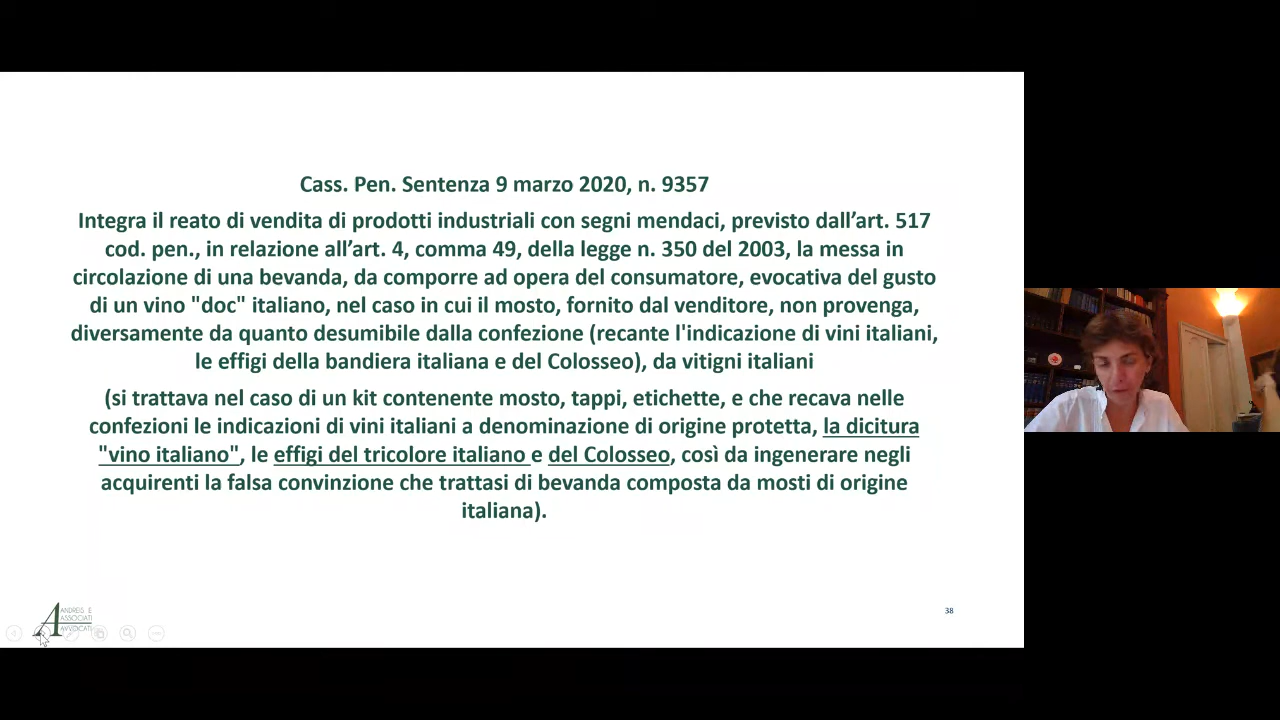 Cass. Pen. Sentenza 9 marzo 2020, n. 9357
Integra il reato di vendita di prodotti industriali con segni mendaci, previsto dall’art. 517
cod. pen., in relazione all’art. 4, comma 49, della legge n. 350 del 2003, la messa in
circolazione di una bevanda, da comporre ad opera del consumatore, evocativa del gusto
di un vino "doc" italiano, nel caso in cui il mosto, fornito dal venditore, non provenga,
diversamente da quanto desumibile dalla confezione (recante l'indicazione di vini italiani,
le effigi della bandiera italiana e del Colosseo), da vitigni italiani
(si trattava nel caso di un kit contenente mosto, tappi, etichette, e che recava nelle
confezioni le indicazioni di vini italiani a denominazione di origine protetta, la dicitura
"vino italiano", le effigi del tricolore italiano e del Colosseo, così da ingenerare negli
acquirenti la falsa convinzione che trattasi di bevanda composta da mosti di origine
italiana).
A ANDREIS E
ASSOCIATI
AVVOCATI
38